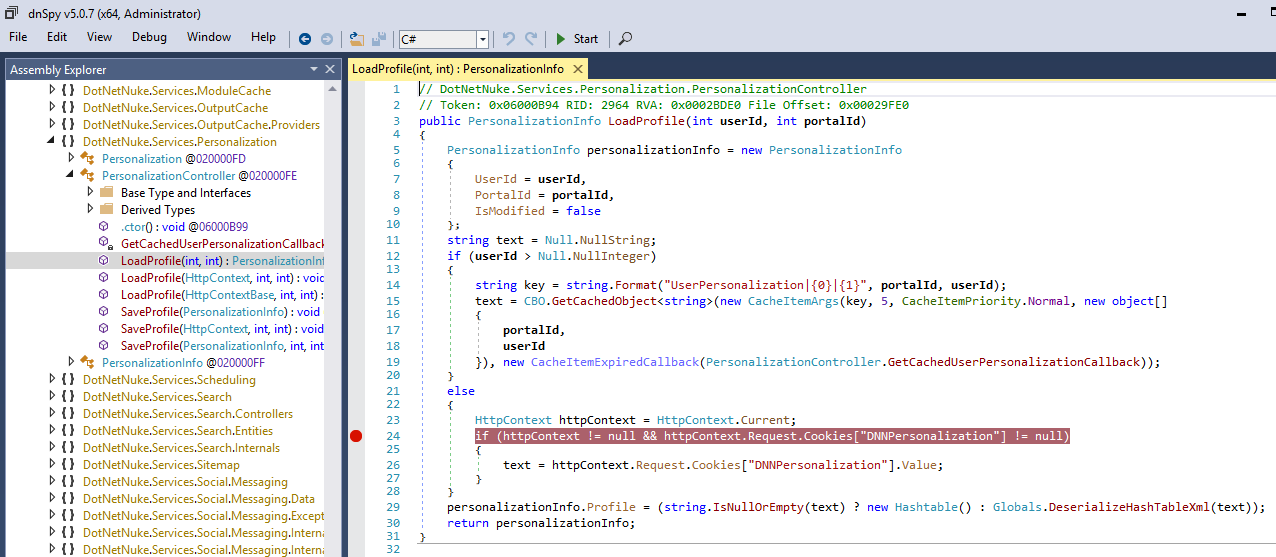 dnSpy v5.0.7 (x64, Administrator)
File Edit View Debug Window Help C# Start
Assembly Explorer
DotNetNuke.Services.ModuleCache
DotNetNuke.Services.OutputCache
DotNetNuke.Services.OutputCache.Providers
DotNetNuke.Services.Personalization
Personalization @020000FD
PersonalizationController @020000FE
Base Type and Interfaces
Derived Types
.ctor() : void @06000B99
GetCachedUserPersonalizationCallback
LoadProfile(int, int) : PersonalizationInf
LoadProfile(HttpContext, int, int) : void
LoadProfile(HttpContextBase, int, int) :
SaveProfile(PersonalizationInfo) : void
SaveProfile(HttpContext, int, int) : void
SaveProfile(PersonalizationInfo, int, int
PersonalizationInfo @020000FF
DotNetNuke.Services.Scheduling
DotNetNuke.Services.Search
DotNetNuke.Services.Search.Controllers
DotNetNuke.Services.Search.Entities
DotNetNuke.Services.Search.Internals
DotNetNuke.Services.Sitemap
DotNetNuke.Services.Social.Messaging
DotNetNuke.Services.Social.Messaging.Data
DotNetNuke.Services.Social.Messaging.Except
DotNetNuke.Services.Social.Messaging.Interna
DotNetNuke.Services.Social.Messaging.Interna
LoadProfile(int, int) : PersonalizationInfo
1 // DotNetNuke.Services.Personalization.PersonalizationController
2 // Token: 0x06000B94 RID: 2964 RVA: 0x0002BDE0 File Offset: 0x00029FE0
3 public PersonalizationInfo LoadProfile(int userId, int portalId)
4 {
5 PersonalizationInfo personalizationInfo = new PersonalizationInfo
6 {
7 UserId = userId,
8 PortalId = portalId,
9 IsModified = false
10 };
11 string text = Null.NullString;
12 if (userId > Null.NullInteger)
13 {
14 string key = string.Format("UserPersonalization|{0}|{1}", portalId, userId);
15 text = CBO.GetCachedObject<string>(new CacheItemArgs(key, 5, CacheItemPriority.Normal, new object[]
16 {
17 portalId,
18 userId
19 }), new CacheItemExpiredCallback(PersonalizationController.GetCachedUserPersonalizationCallback));
20 }
21 else
22 {
23 HttpContext httpContext = HttpContext.Current;
24 if (httpContext != null && httpContext.Request.Cookies["DNNPersonalization"] != null)
25 {
26 text = httpContext.Request.Cookies["DNNPersonalization"].Value;
27 }
28 }
29 personalizationInfo.Profile = (string.IsNullOrEmpty(text) ? new Hashtable() : Globals.DeserializeHashTableXml(text));
30 return personalizationInfo;
31 }
32